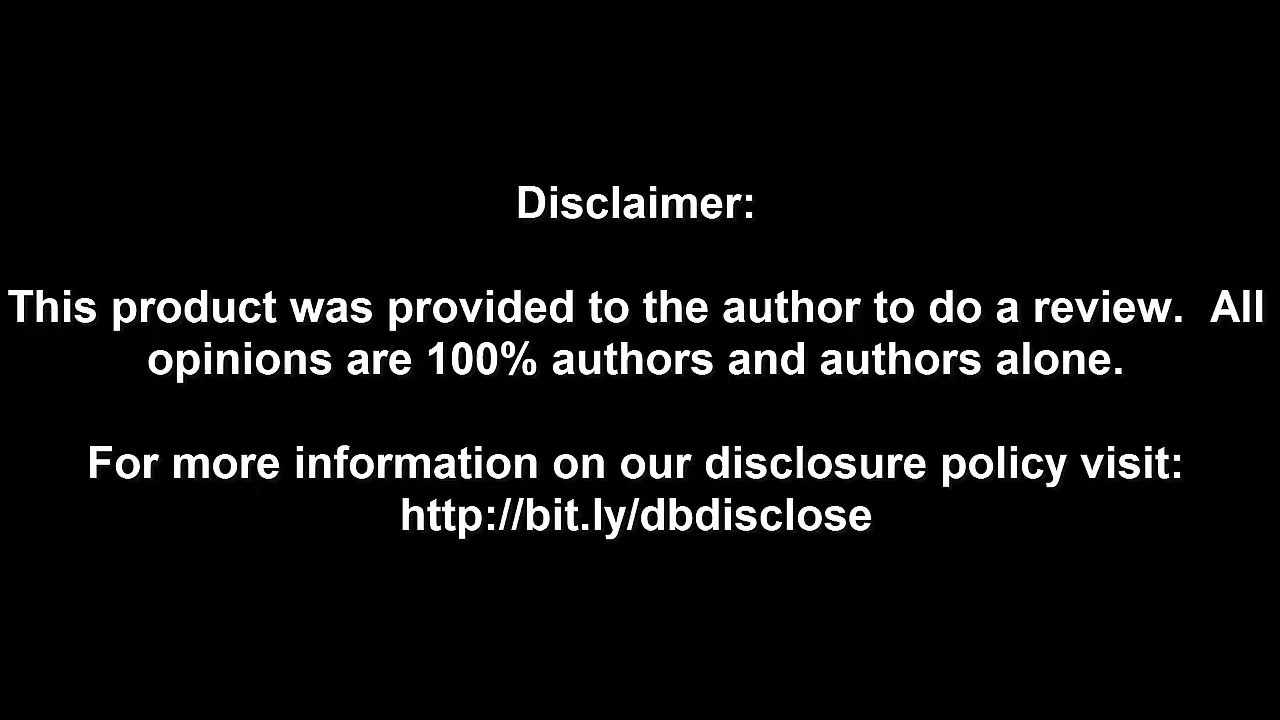 Disclaimer:
This product was provided to the author to do a review.  All
opinions are 100% authors and authors alone.
For more information on our disclosure policy visit:
http://bit.ly/dbdisclose